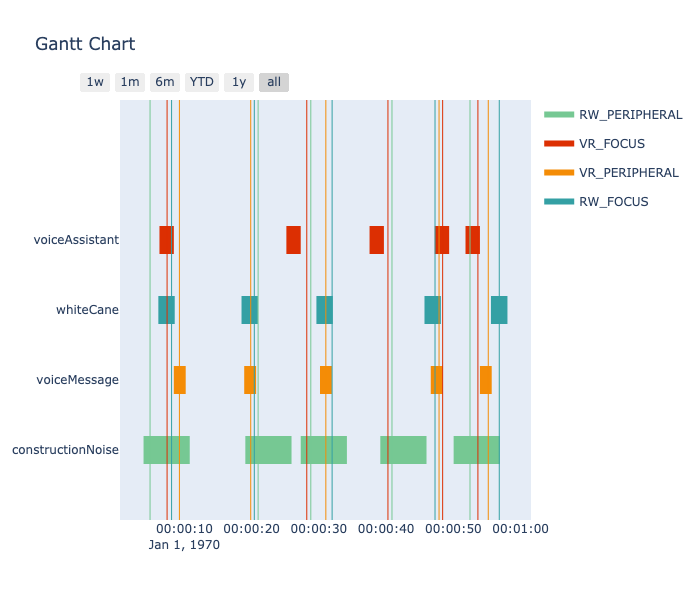 Gantt Chart
1w 1m 6m YTD 1y all
RW_PERIPHERAL
VR_FOCUS
VR_PERIPHERAL
RW_FOCUS
voiceAssistant
whiteCane
voiceMessage
constructionNoise
00:00:10 00:00:20 00:00:30 00:00:40 00:00:50 00:01:00
Jan 1, 1970